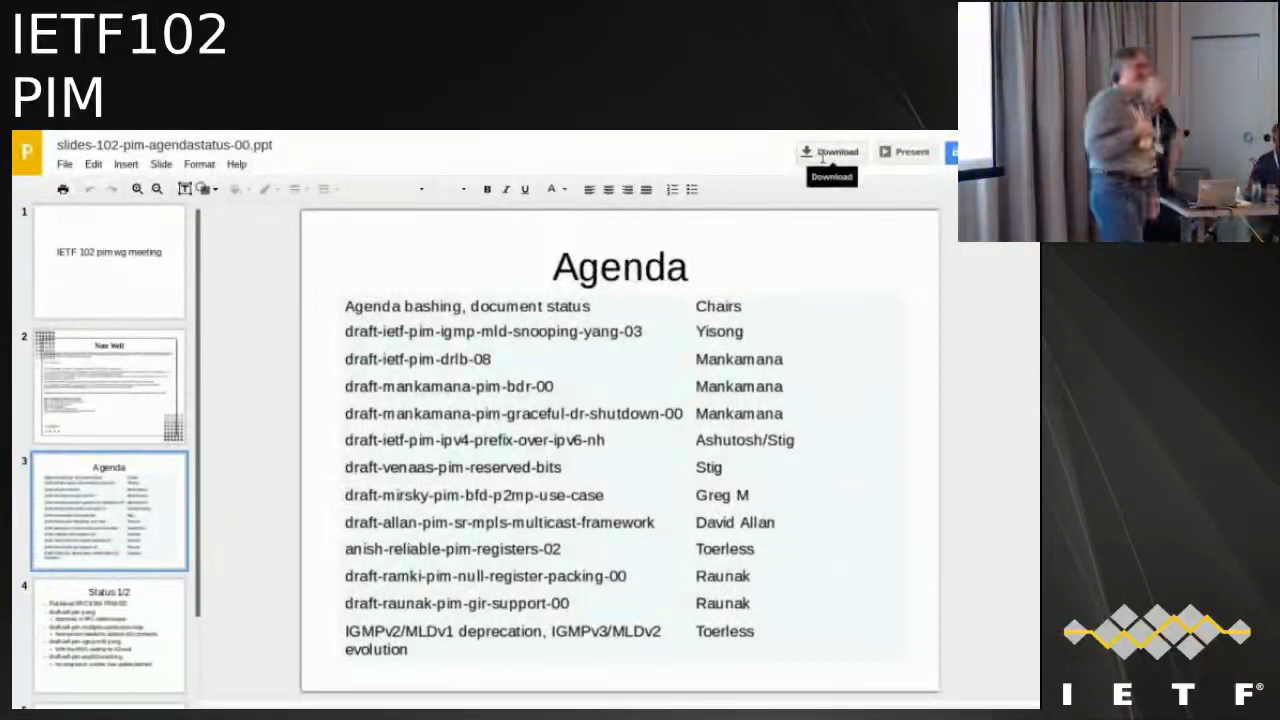 IETF102
PIM
P
slides-102-pim-agendastatus-00.ppt
File Edit Insert Slide Format Help
Download Present
Download
B I U A
1
IETF 102 pim wg meeting
2
Note Well
3
Agenda
4
Status 1/2
Agenda
Agenda bashing, document status Chairs
draft-ietf-pim-igmp-mld-snooping-yang-03 Yisong
draft-ietf-pim-drlb-08 Mankamana
draft-mankamana-pim-bdr-00 Mankamana
draft-mankamana-pim-graceful-dr-shutdown-00 Mankamana
draft-ietf-pim-ipv4-prefix-over-ipv6-nh Ashutosh/Stig
draft-venaas-pim-reserved-bits Stig
draft-mirsky-pim-bfd-p2mp-use-case Greg M
draft-allan-pim-sr-mpls-multicast-framework David Allan
anish-reliable-pim-registers-02 Toerless
draft-ramki-pim-null-register-packing-00 Raunak
draft-raunak-pim-gir-support-00 Raunak
IGMPv2/MLDv1 deprecation, IGMPv3/MLDv2 Toerless
evolution
I E T F®